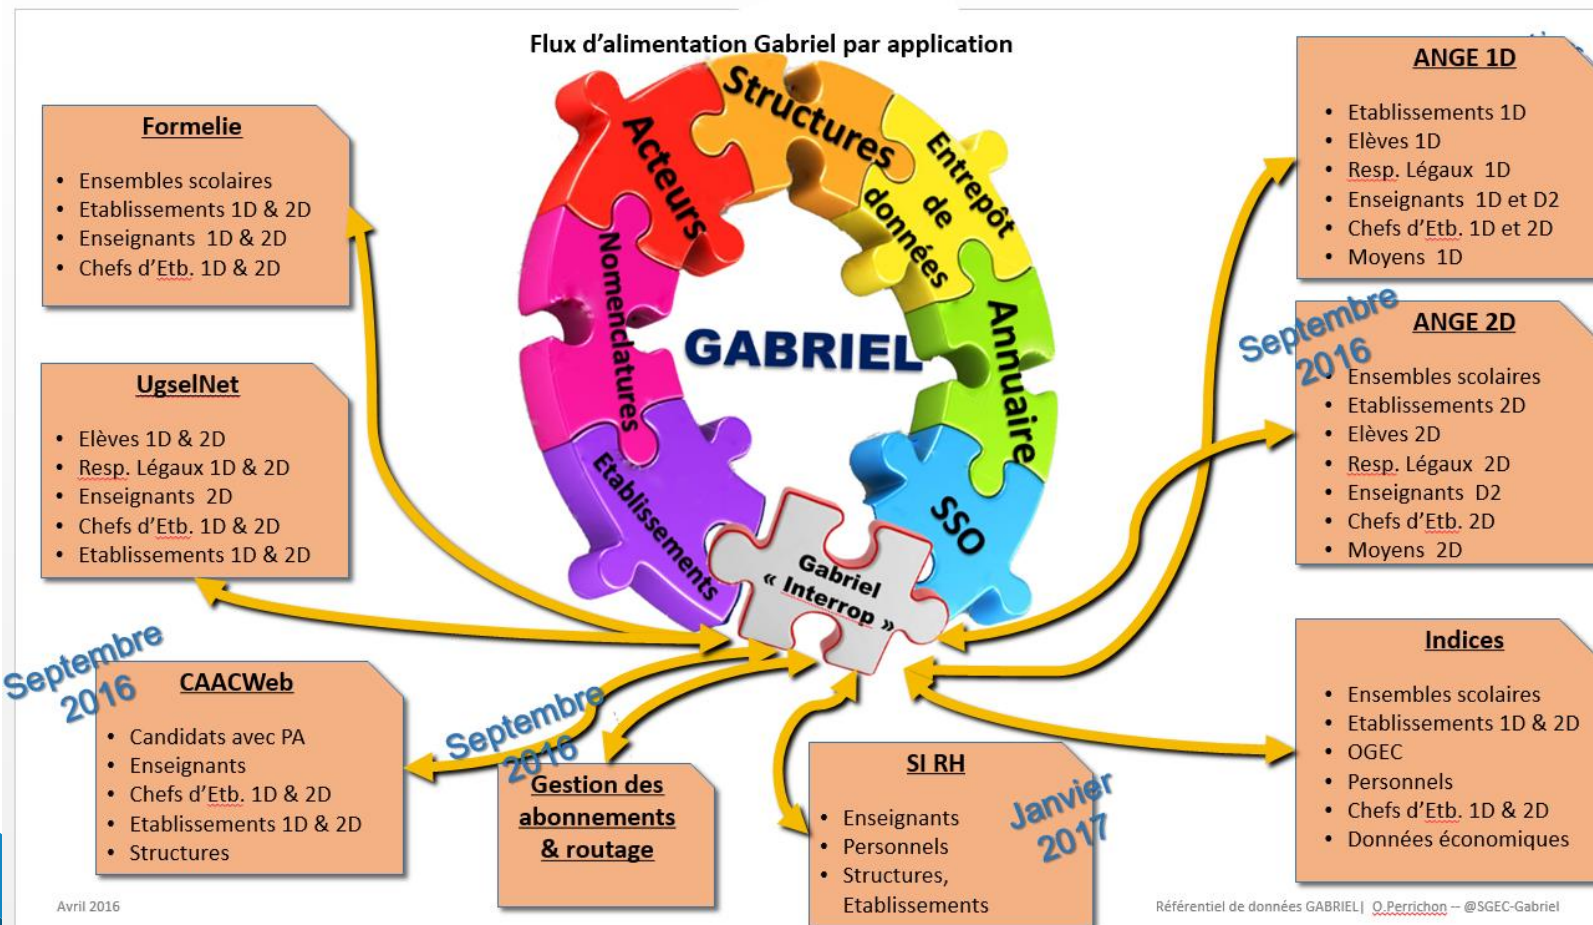 Flux d'alimentation Gabriel par application
Formelie
• Ensembles scolaires
• Etablissements 1D & 2D
• Enseignants 1D & 2D
• Chefs d'Etb. 1D & 2D
UgselNet
• Elèves 1D & 2D
• Resp. Légaux 1D & 2D
• Enseignants 2D
• Chefs d'Etb. 1D & 2D
• Etablissements 1D & 2D
Septembre
2016
CAACWeb
• Candidats avec PA
• Enseignants
• Chefs d'Etb. 1D & 2D
• Etablissements 1D & 2D
• Structures
Septembre
2016
Gestion des
abonnements
& routage
Acteurs
Structures
Entrepôt
de
données
Nomenclatures
GABRIEL
Annuaire
Etablissements
SSO
Gabriel
« Interrop »
SI RH
• Enseignants
• Personnels
• Structures,
Etablissements
Janvier
2017
ANGE 1D
• Etablissements 1D
• Elèves 1D
• Resp. Légaux 1D
• Enseignants 1D et D2
• Chefs d'Etb. 1D et 2D
• Moyens 1D
Septembre
2016
ANGE 2D
• Ensembles scolaires
• Etablissements 2D
• Elèves 2D
• Resp. Légaux 2D
• Enseignants D2
• Chefs d'Etb. 2D
• Moyens 2D
Indices
• Ensembles scolaires
• Etablissements 1D & 2D
• OGEC
• Personnels
• Chefs d'Etb. 1D & 2D
• Données économiques
Avril 2016
Référentiel de données GABRIEL| O.Perrichon -- @SGEC-Gabriel